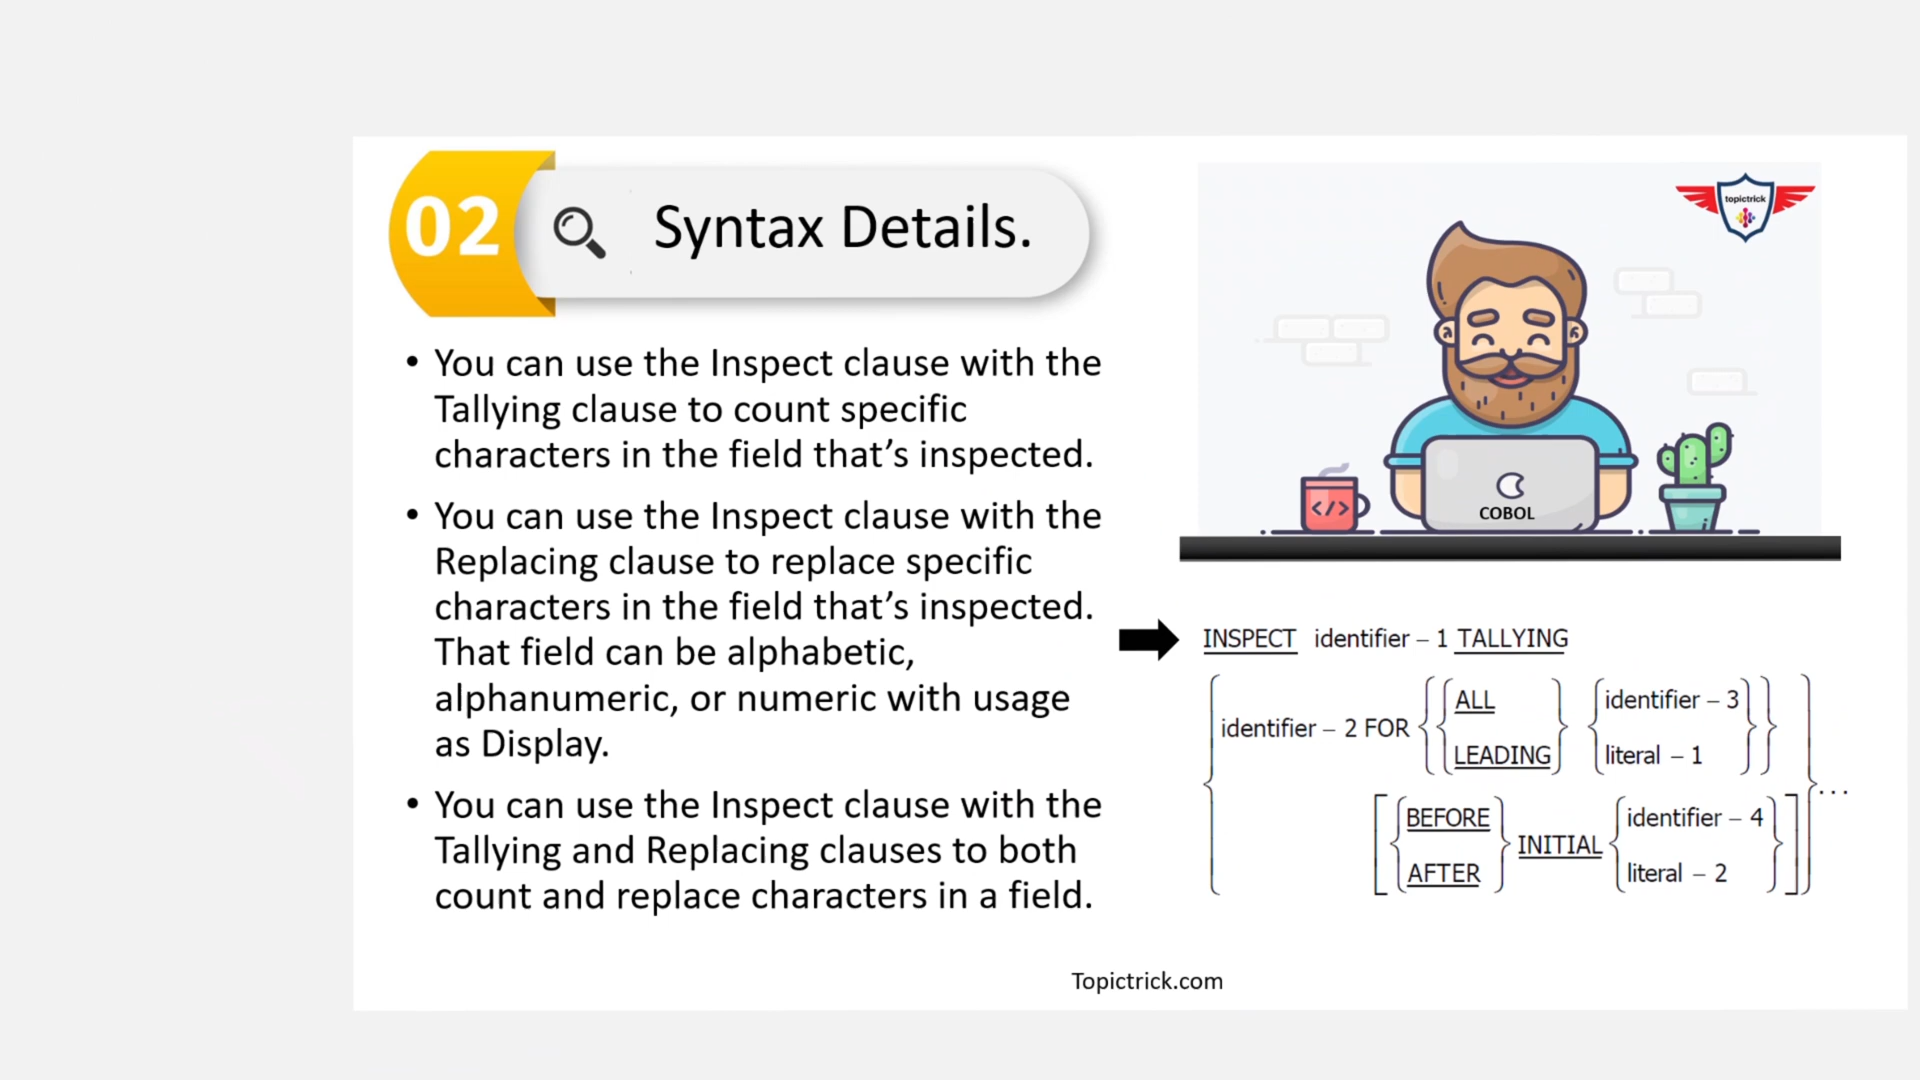 02
Syntax Details.
• You can use the Inspect clause with the
Tallying clause to count specific
characters in the field that’s inspected.
• You can use the Inspect clause with the
Replacing clause to replace specific
characters in the field that’s inspected.
That field can be alphabetic,
alphanumeric, or numeric with usage
as Display.
• You can use the Inspect clause with the
Tallying and Replacing clauses to both
count and replace characters in a field.
topictrick
</>
COBOL
INSPECT identifier – 1 TALLYING
ALL
identifier – 3
identifier – 2 FOR
LEADING
literal – 1
...
BEFORE
identifier – 4
INITIAL
AFTER
literal – 2
Topictrick.com